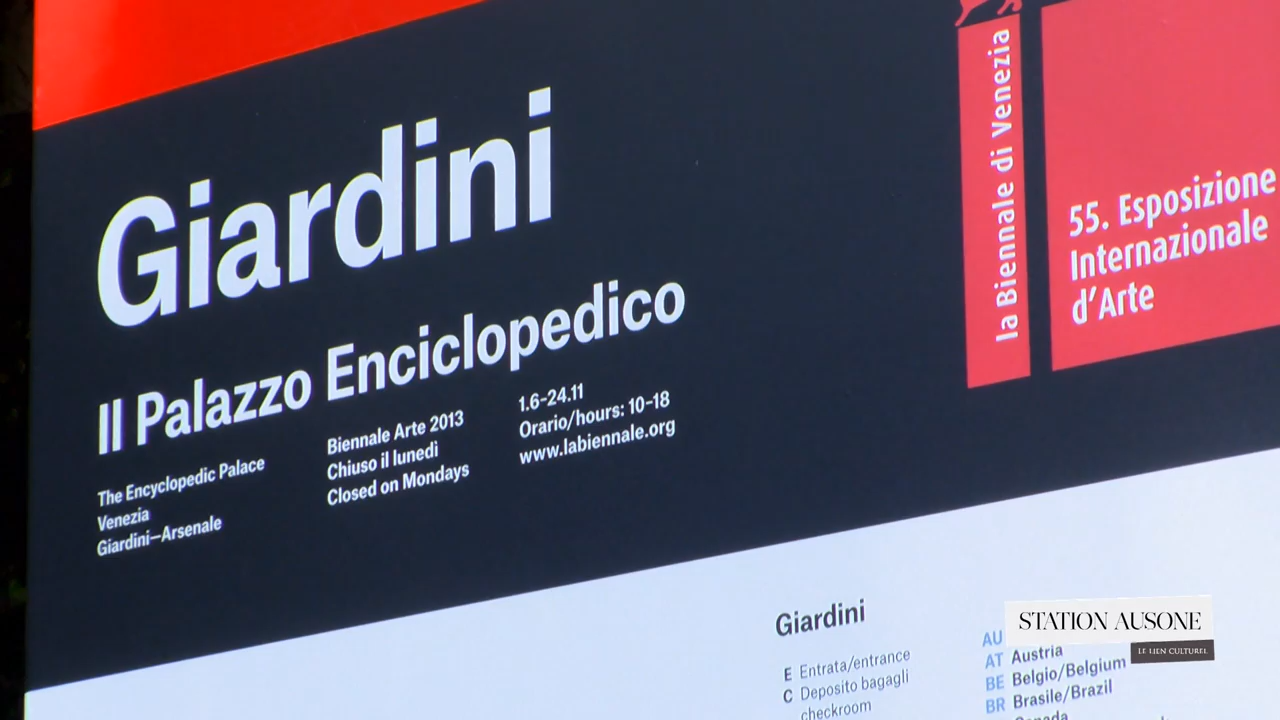 Giardini
Il Palazzo Enciclopedico
The Encyclopedic Palace
Venezia
Giardini—Arsenale
Biennale Arte 2013
Chiuso il lunedì
Closed on Mondays
1.6-24.11
Orario/hours: 10-18
www.labiennale.org
la Biennale di Venezia
55. Esposizione
Internazionale
d'Arte
Giardini
E Entrata/entrance
C Deposito bagagli
checkroom
AU
AT Austria
BE Belgio/Belgium
BR Brasile/Brazil
Canada
STATION AUSONE
LE LIEN CULTUREL